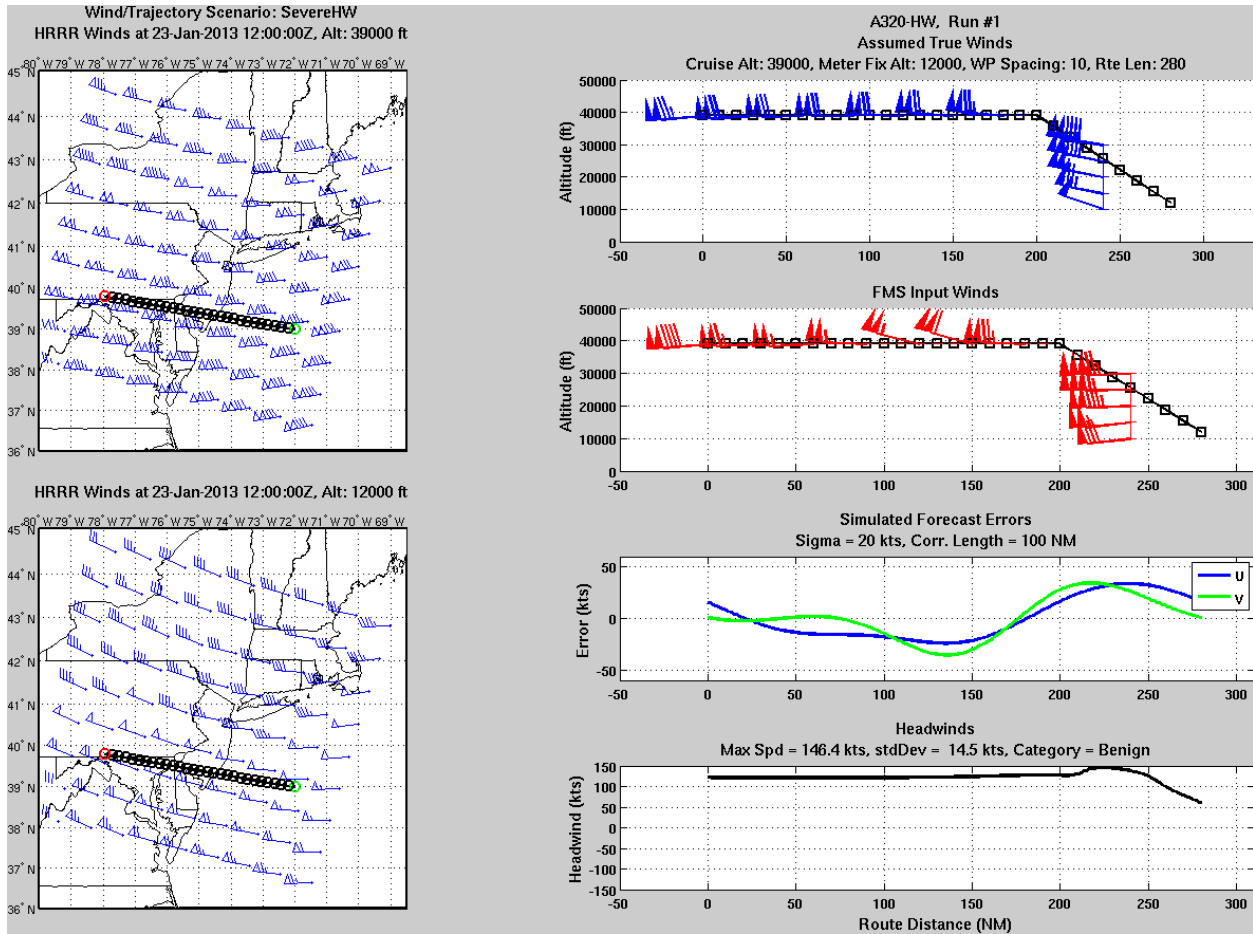 Wind/Trajectory Scenario: SevereHW
HRRR Winds at 23-Jan-2013 12:00:00Z, Alt: 39000 ft
80° W 79° W 78° W 77° W 76° W 75° W 74° W 73° W 72° W 71° W 70° W 69° W
45° N
44° N
43° N
42° N
41° N
40° N
39° N
38° N
37° N
36° N
HRRR Winds at 23-Jan-2013 12:00:00Z, Alt: 12000 ft
80° W 79° W 78° W 77° W 76° W 75° W 74° W 73° W 72° W 71° W 70° W 69° W
45° N
44° N
43° N
42° N
41° N
40° N
39° N
38° N
37° N
36° N
A320-HW, Run #1
Assumed True Winds
Cruise Alt: 39000, Meter Fix Alt: 12000, WP Spacing: 10, Rte Len: 280
Altitude (ft)
50000
40000
30000
20000
10000
0
-50 0 50 100 150 200 250 300
FMS Input Winds
Altitude (ft)
50000
40000
30000
20000
10000
0
-50 0 50 100 150 200 250 300
Simulated Forecast Errors
Sigma = 20 kts, Corr. Length = 100 NM
Error (kts)
50
0
-50
U
V
-50 0 50 100 150 200 250 300
Headwinds
Max Spd = 146.4 kts, stdDev = 14.5 kts, Category = Benign
Headwind (kts)
150
100
50
0
-50
-100
-150
-50 0 50 100 150 200 250 300
Route Distance (NM)